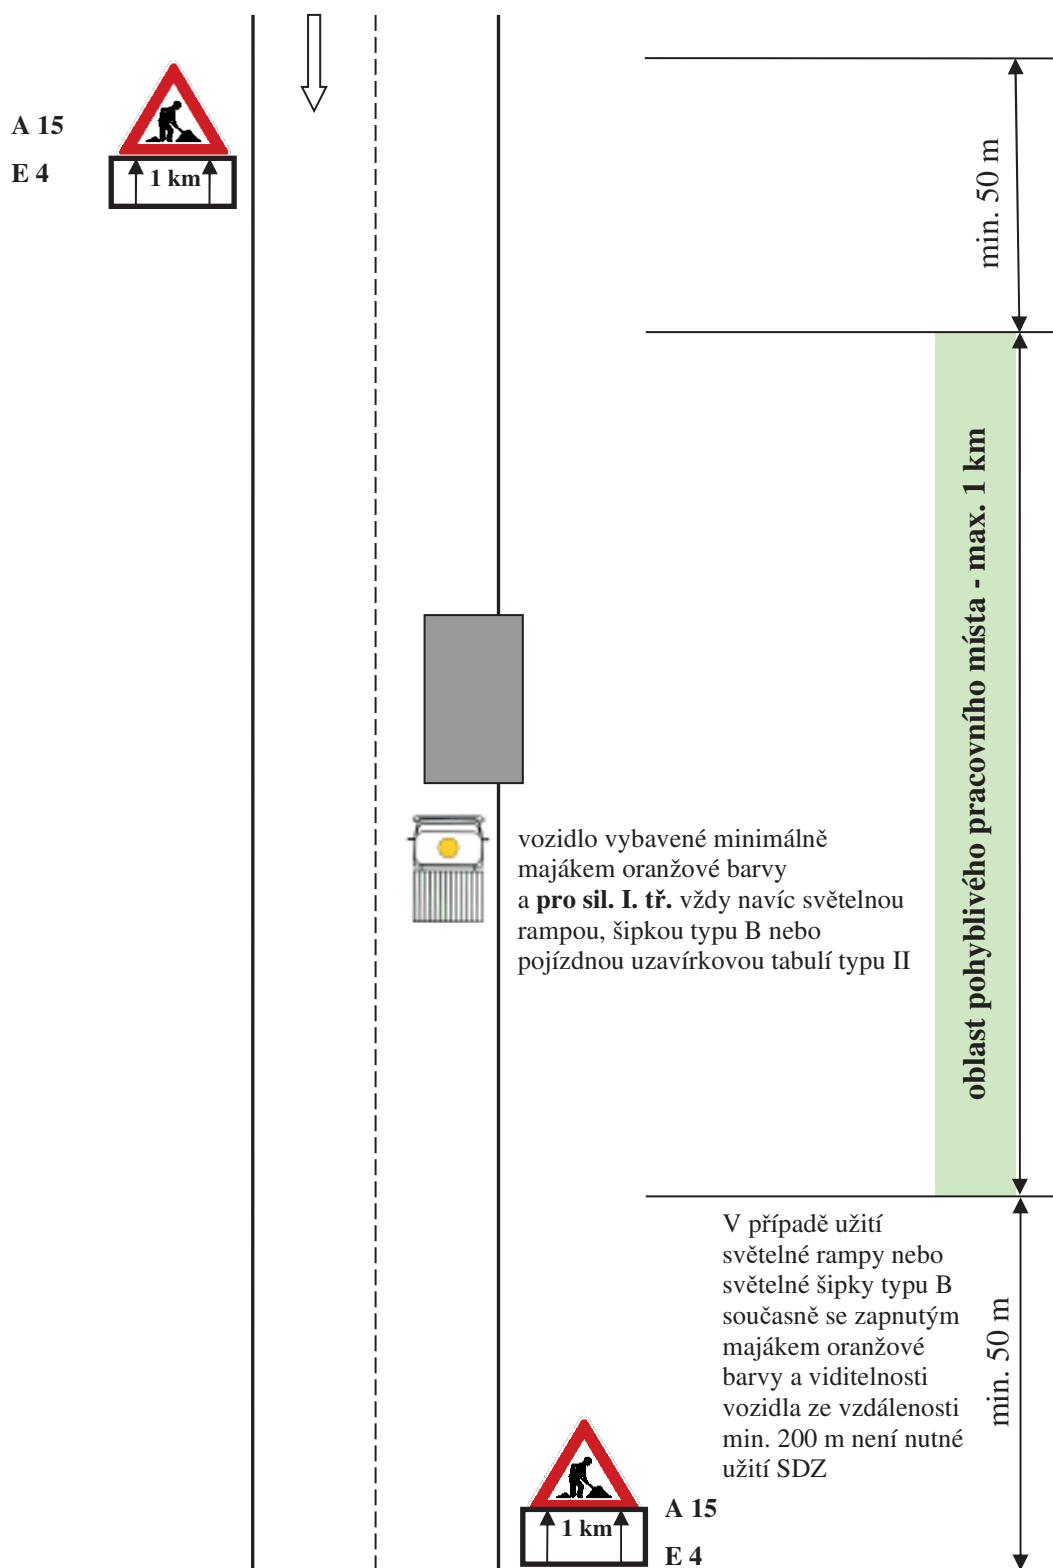 A 15
E 4
1 km
min. 50 m
oblast pohyblivého pracovního místa - max. 1 km
vozidlo vybavené minimálně
majákem oranžové barvy
a pro sil. I. tř. vždy navíc světelnou
rampou, šipkou typu B nebo
pojízdnou uzavírkovou tabulí typu II
V případě užití
světelné rampy nebo
světelné šipky typu B
současně se zapnutým
majákem oranžové
barvy a viditelnosti
vozidla ze vzdálenosti
min. 200 m není nutné
užití SDZ
min. 50 m
1 km
A 15
E 4